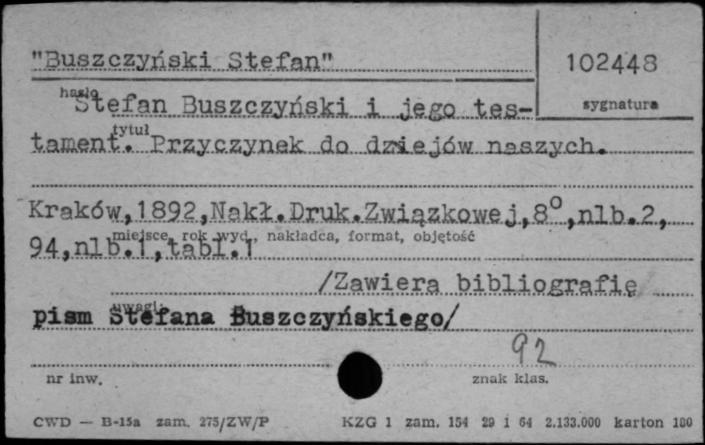 "Buszczyński Stefan"
102448
hasło
sygnatura
Stefan Buszczyński i jego tes-
tytuł
tament. Przyczynek do dziejów naszych.
Kraków,1892,Nakł.Druk.Związkowej,8°,nlb.2,
miejsce, rok wyd., nakładca, format, objętość
94,nlb.1,tabl.1
/Zawiera bibliografię
uwagi:
pism Stefana Buszczyńskiego/
92
nr inw.
znak klas.
CWD — B-15a zam. 275/ZW/P
KZG 1 zam. 154 29 i 64 2.133.000 karton 180